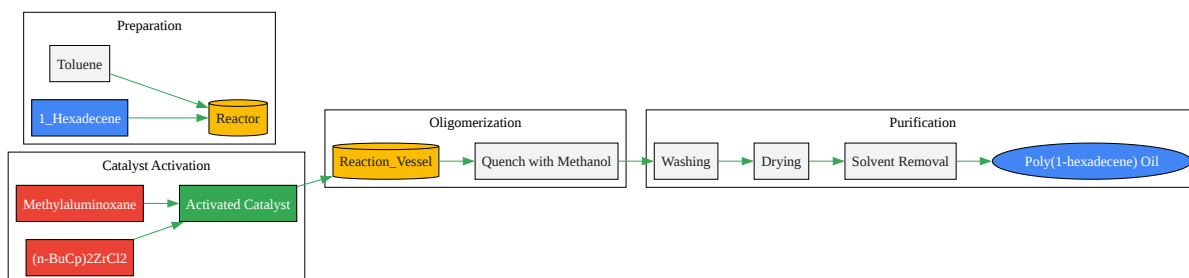 Preparation
Toluene
1_Hexadecene
Reactor
Catalyst Activation
Methylaluminoxane
Activated Catalyst
(n-BuCp)2ZrCl2
Oligomerization
Reaction_Vessel
Quench with Methanol
Purification
Washing
Drying
Solvent Removal
Poly(1-hexadecene) Oil